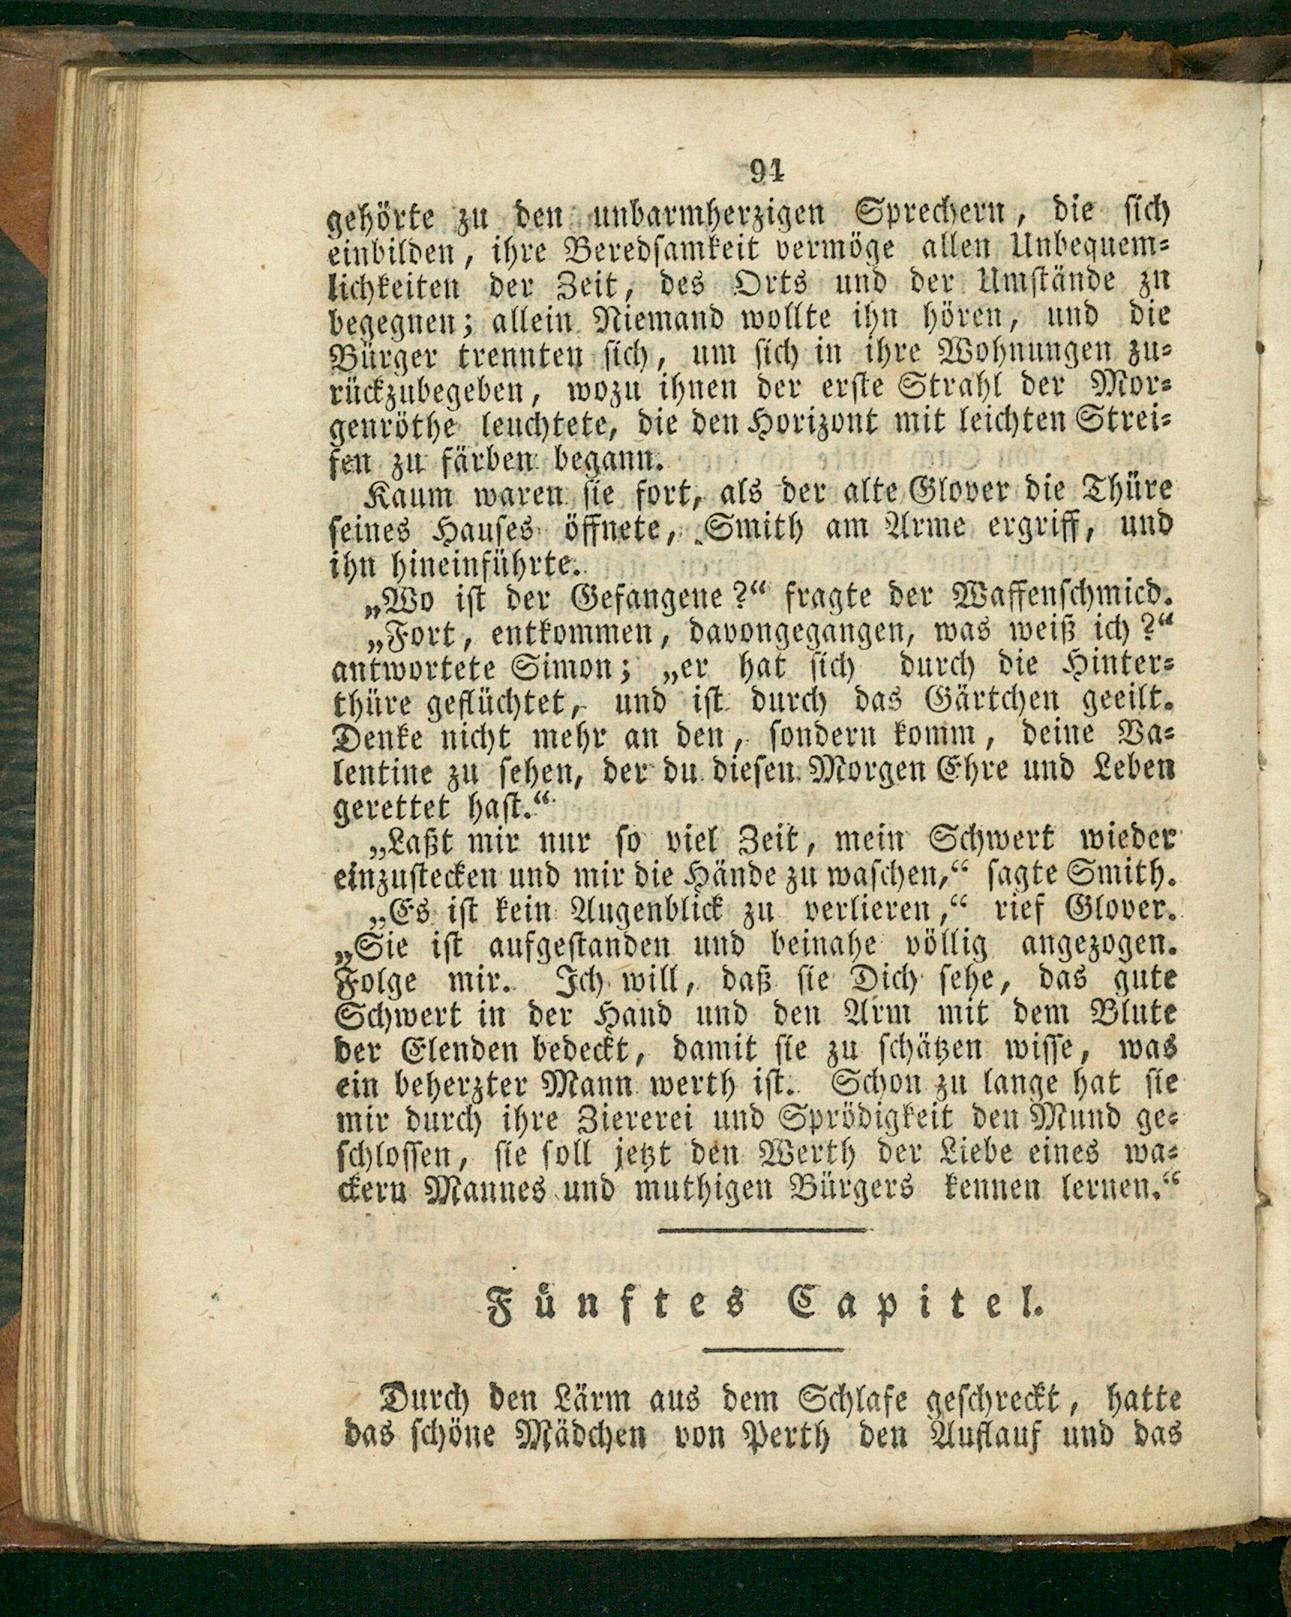 94
gehörte zu den unbarmherzigen Sprechern, die sich
einbilden, ihre Beredsamkeit vermöge allen Unbequem⸗
lichkeiten der Zeit, des Orts und der Umstände zu
begegnen; allein Niemand wollte ihn hören, und die
Bürger trennten sich, um sich in ihre Wohnungen zu⸗
rückzubegeben, wozu ihnen der erste Strahl der Mor⸗
genröthe leuchtete, die den Horizont mit leichten Strei⸗
fen zu färben begann.
Kaum waren sie fort, als der alte Glover die Thüre
seines Hauses öffnete, Smith am Arme ergriff, und
ihn hineinführte.
„Wo ist der Gefangene?“ fragte der Waffenschmied.
„Fort, entkommen, davongegangen, was weiß ich?“
antwortete Simon; „er hat sich durch die Hinter⸗
thüre geflüchtet, und ist durch das Gärtchen geeilt.
Denke nicht mehr an den, sondern komm, deine Va⸗
lentine zu sehen, der du diesen Morgen Ehre und Leben
gerettet hast.“
„Laßt mir nur so viel Zeit, mein Schwert wieder
einzustecken und mir die Hände zu waschen,“ sagte Smith.
„Es ist kein Augenblick zu verlieren,“ rief Glover.
„Sie ist aufgestanden und beinahe völlig angezogen.
Folge mir. Ich will, daß sie Dich sehe, das gute
Schwert in der Hand und den Arm mit dem Blute
der Elenden bedeckt, damit sie zu schätzen wisse, was
ein beherzter Mann werth ist. Schon zu lange hat sie
mir durch ihre Ziererei und Sprödigkeit den Mund ge⸗
schlossen, sie soll jetzt den Werth der Liebe eines wa⸗
ckern Mannes und muthigen Bürgers kennen lernen.“
Fünftes Capitel.
Durch den Lärm aus dem Schlafe geschreckt, hatte
das schöne Mädchen von Perth den Auflauf und das